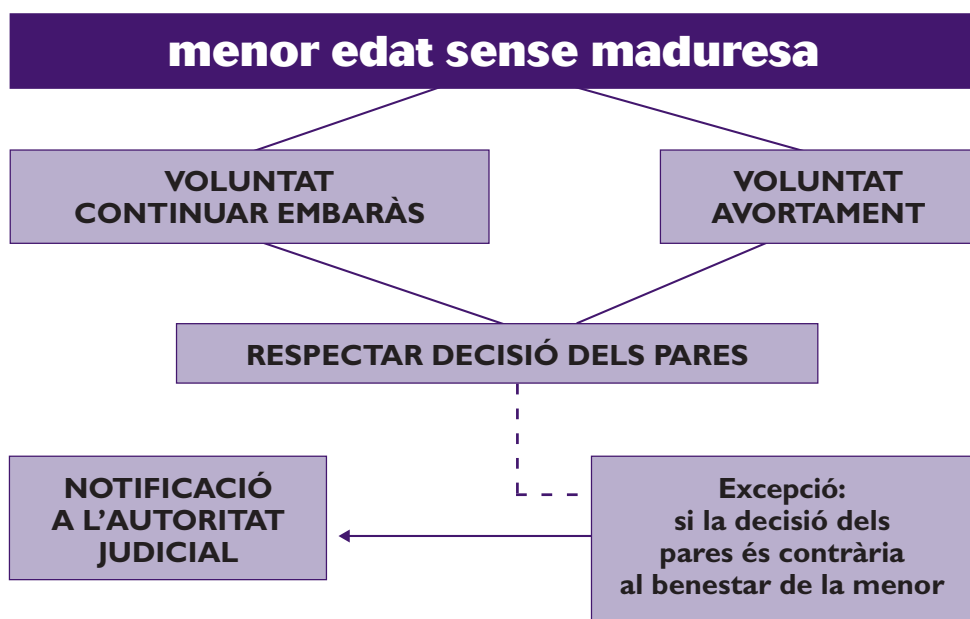 menor edat sense maduresa
VOLUNTAT
CONTINUAR EMBARÀS
VOLUNTAT
AVORTAMENT
RESPECTAR DECISIÓ DELS PARES
NOTIFICACIÓ
A L’AUTORITAT
JUDICIAL
Excepció:
si la decisió dels
pares és contrària
al benestar de la menor